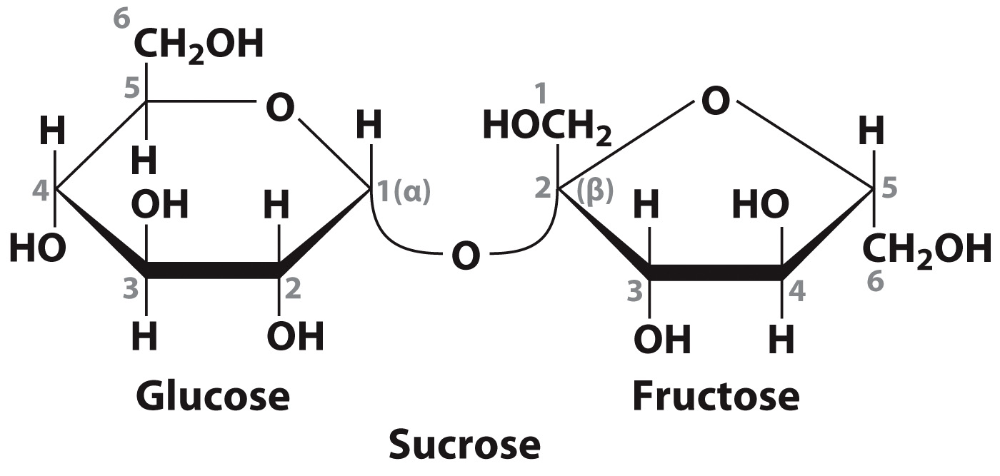 6
CH₂OH
1
5
O
O
HOCH₂
H
H
H
H
4
1(α)
2
(β)
5
OH
H
H
HO
HO
O
CH₂OH
3
2
3
4
6
H
OH
OH
H
Glucose
Fructose
Sucrose